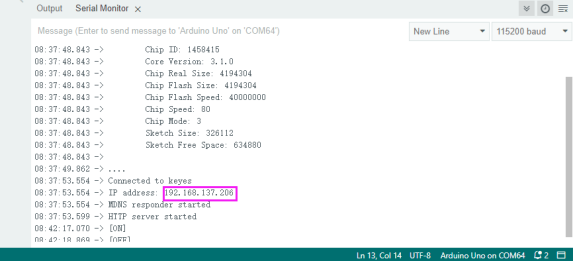 Output Serial Monitor ×
Message (Enter to send message to 'Arduino Uno' on 'COM64')
New Line
115200 baud
08:37:48.843 -> Chip ID: 1458415
08:37:48.843 -> Core Version: 3.1.0
08:37:48.843 -> Chip Real Size: 4194304
08:37:48.843 -> Chip Flash Size: 4194304
08:37:48.843 -> Chip Flash Speed: 40000000
08:37:48.843 -> Chip Speed: 80
08:37:48.843 -> Chip Mode: 3
08:37:48.843 -> Sketch Size: 326112
08:37:48.843 -> Sketch Free Space: 634880
08:37:48.843 ->
08:37:49.862 -> ....
08:37:53.554 -> Connected to keyes
08:37:53.554 -> IP address: 192.168.137.206
08:37:53.554 -> MDNS responder started
08:37:53.599 -> HTTP server started
08:42:17.070 -> [ON]
08:42:18.869 -> [OFF]
Ln 13, Col 14 UTF-8 Arduino Uno on COM64 2